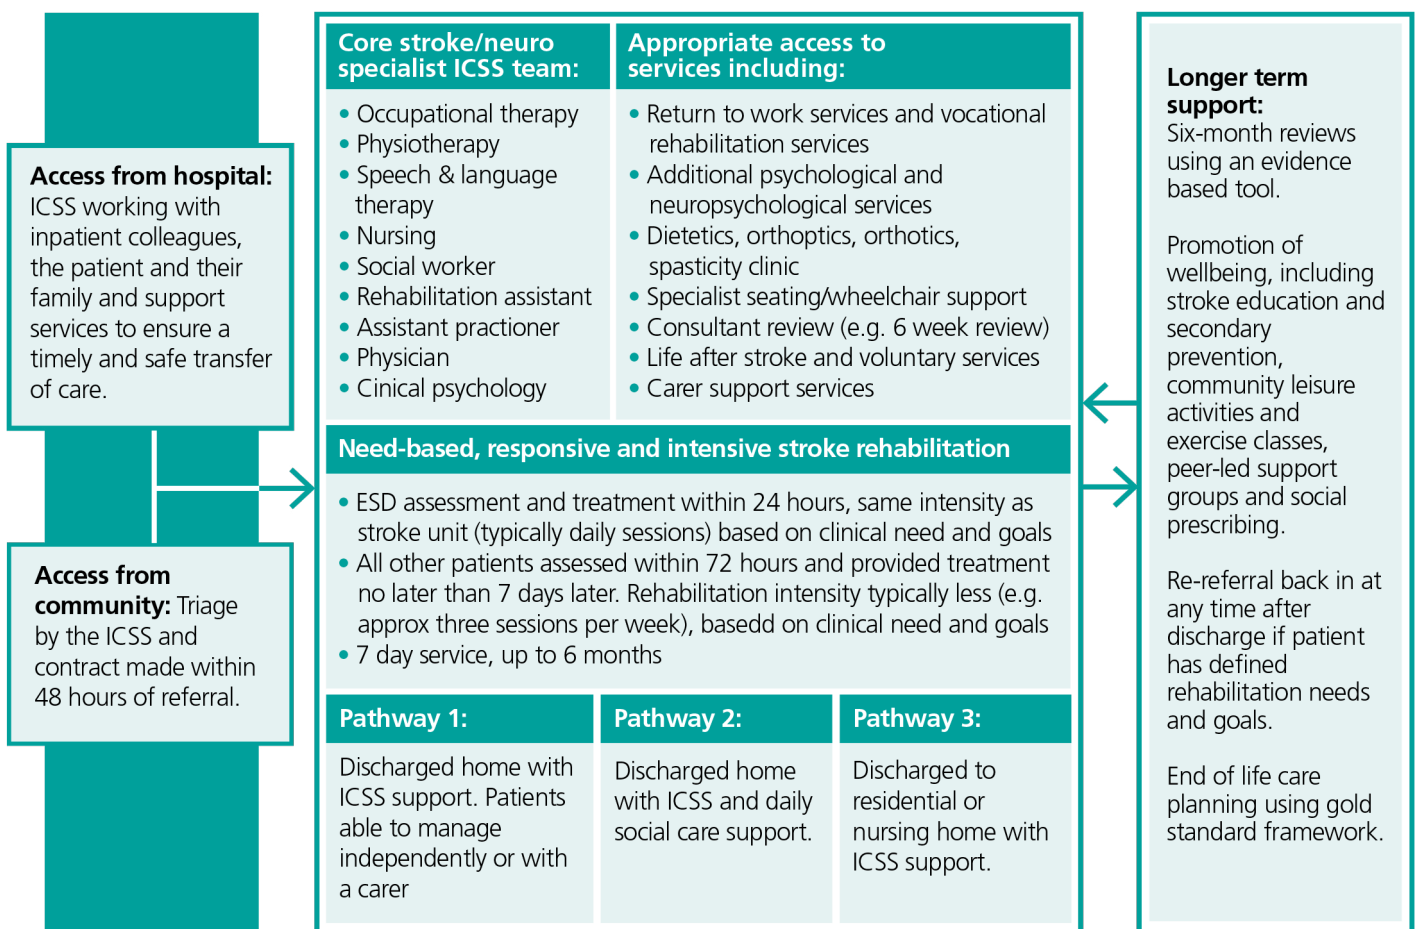 Access from hospital:
ICSS working with
inpatient colleagues,
the patient and their
family and support
services to ensure a
timely and safe transfer
of care.
Access from
community: Triage
by the ICSS and
contract made within
48 hours of referral.
Core stroke/neuro
specialist ICSS team:
• Occupational therapy
• Physiotherapy
• Speech & language
therapy
• Nursing
• Social worker
• Rehabilitation assistant
• Assistant practioner
• Physician
• Clinical psychology
Appropriate access to
services including:
• Return to work services and vocational
rehabilitation services
• Additional psychological and
neuropsychological services
• Dietetics, orthoptics, orthotics,
spasticity clinic
• Specialist seating/wheelchair support
• Consultant review (e.g. 6 week review)
• Life after stroke and voluntary services
• Carer support services
Need-based, responsive and intensive stroke rehabilitation
• ESD assessment and treatment within 24 hours, same intensity as
stroke unit (typically daily sessions) based on clinical need and goals
• All other patients assessed within 72 hours and provided treatment
no later than 7 days later. Rehabilitation intensity typically less (e.g.
approx three sessions per week), basedd on clinical need and goals
• 7 day service, up to 6 months
Pathway 1:
Discharged home with
ICSS support. Patients
able to manage
independently or with
a carer
Pathway 2:
Discharged home
with ICSS and daily
social care support.
Pathway 3:
Discharged to
residential or
nursing home with
ICSS support.
Longer term
support:
Six-month reviews
using an evidence
based tool.
Promotion of
wellbeing, including
stroke education and
secondary
prevention,
community leisure
activities and
exercise classes,
peer-led support
groups and social
prescribing.
Re-referral back in at
any time after
discharge if patient
has defined
rehabilitation needs
and goals.
End of life care
planning using gold
standard framework.